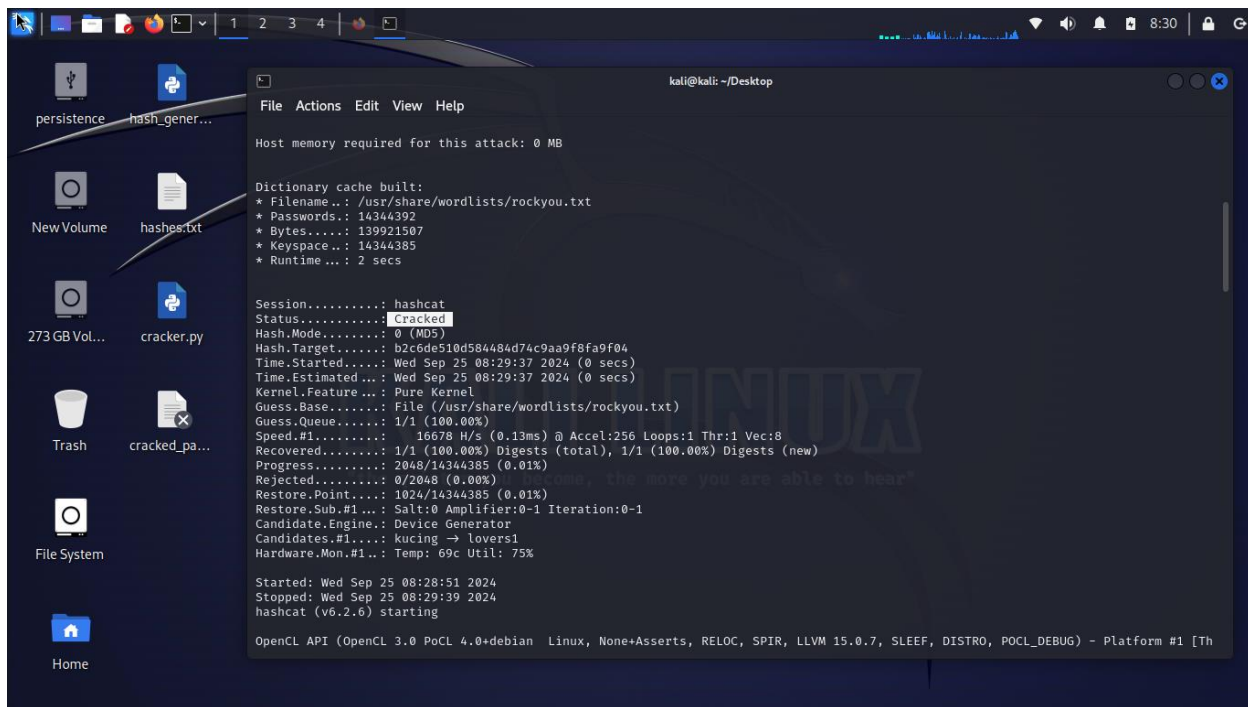 1 2 3 4
8:30
persistence
hash_gener...
New Volume
hashes.txt
273 GB Vol...
cracker.py
Trash
cracked_pa...
File System
Home
kali@kali: ~/Desktop
File Actions Edit View Help
Host memory required for this attack: 0 MB
Dictionary cache built:
* Filename..: /usr/share/wordlists/rockyou.txt
* Passwords.: 14344392
* Bytes.....: 139921507
* Keyspace..: 14344385
* Runtime...: 2 secs
Session..........: hashcat
Status...........: Cracked
Hash.Mode........: 0 (MD5)
Hash.Target......: b2c6de510d584484d74c9aa9f8fa9f04
Time.Started.....: Wed Sep 25 08:29:37 2024 (0 secs)
Time.Estimated...: Wed Sep 25 08:29:37 2024 (0 secs)
Kernel.Feature...: Pure Kernel
Guess.Base.......: File (/usr/share/wordlists/rockyou.txt)
Guess.Queue......: 1/1 (100.00%)
Speed.#1.........: 16678 H/s (0.13ms) @ Accel:256 Loops:1 Thr:1 Vec:8
Recovered........: 1/1 (100.00%) Digests (total), 1/1 (100.00%) Digests (new)
Progress.........: 2048/14344385 (0.01%)
Rejected.........: 0/2048 (0.00%)
become, the more you are able to hear"
Restore.Point....: 1024/14344385 (0.01%)
Restore.Sub.#1...: Salt:0 Amplifier:0-1 Iteration:0-1
Candidate.Engine.: Device Generator
Candidates.#1....: kucing → lovers1
Hardware.Mon.#1..: Temp: 69c Util: 75%
Started: Wed Sep 25 08:28:51 2024
Stopped: Wed Sep 25 08:29:39 2024
hashcat (v6.2.6) starting
OpenCL API (OpenCL 3.0 PoCL 4.0+debian Linux, None+Asserts, RELOC, SPIR, LLVM 15.0.7, SLEEF, DISTRO, POCL_DEBUG) - Platform #1 [Th